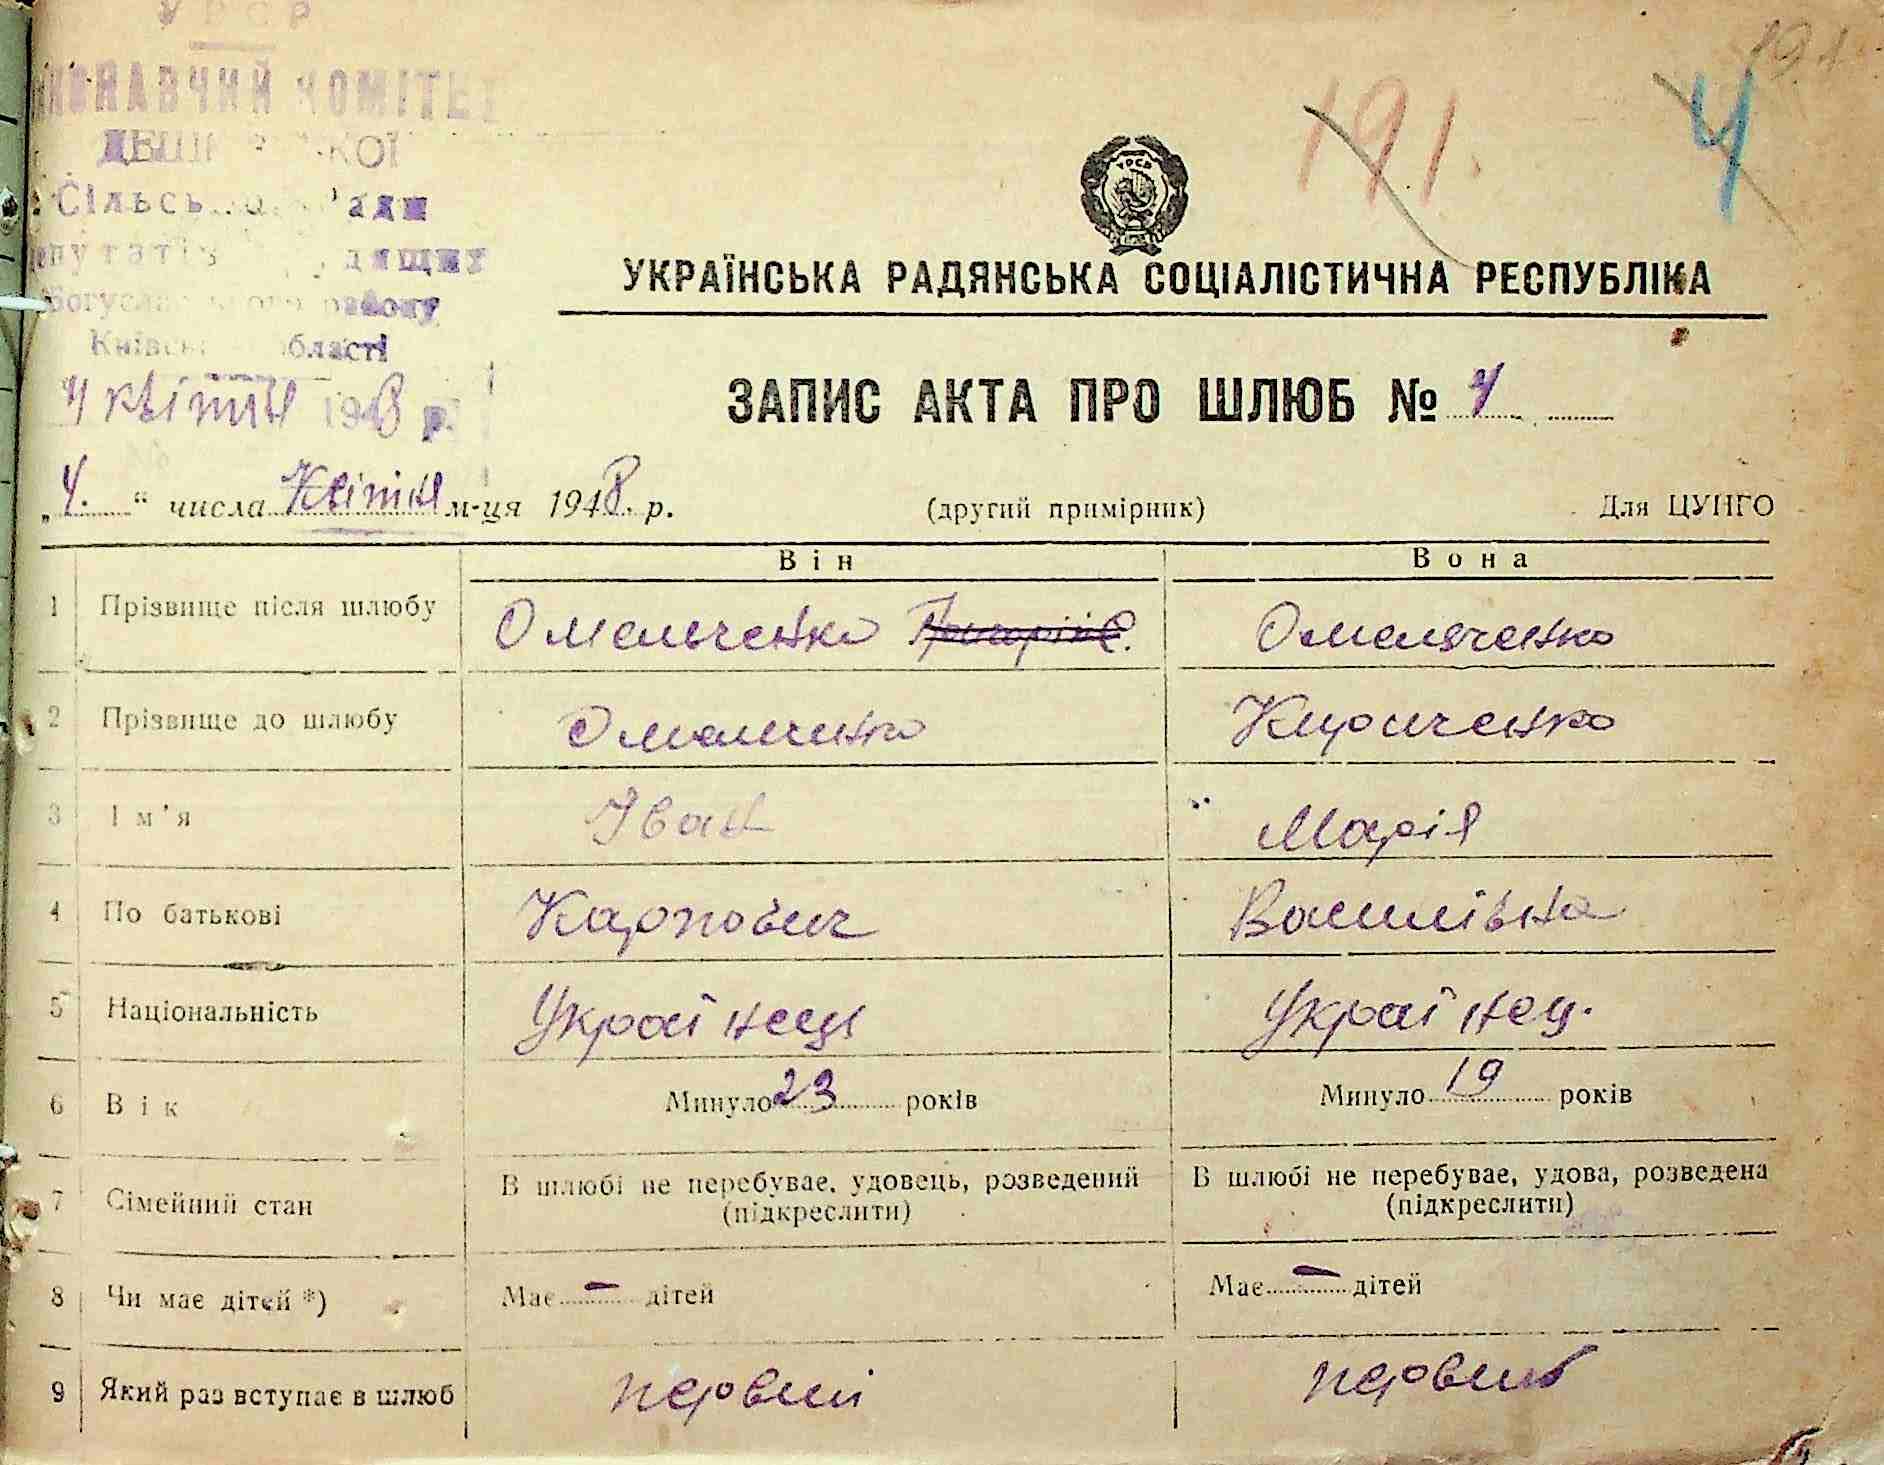 УРСР
КОНАВЧИЙ КОМІТЕТ
Сільської Ради
депутатів трудящих
Богуславського району
Київської області
4 квітня 1948 р.
191
191.
4
УКРАЇНСЬКА РАДЯНСЬКА СОЦІАЛІСТИЧНА РЕСПУБЛІКА
ЗАПИС АКТА ПРО ШЛЮБ № 4
„4.“ числа Квітня м-ця 1948. р. (другий примірник) Для ЦУНГО
Він Вона
1 Прізвище після шлюбу Омельченко Омельченко
2 Прізвище до шлюбу Омельченко Кириченко
3 Ім'я Іван Марія
4 По батькові Карпович Василівна
5 Національність Українець Українец.
6 Вік Минуло 23 років Минуло 19 років
7 Сімейний стан В шлюбі не перебуває, удовець, розведений В шлюбі не перебуває, удова, розведена
(підкреслити) (підкреслити)
8 Чи має дітей *) Має — дітей Має — дітей
9 Який раз вступає в шлюб первий первий